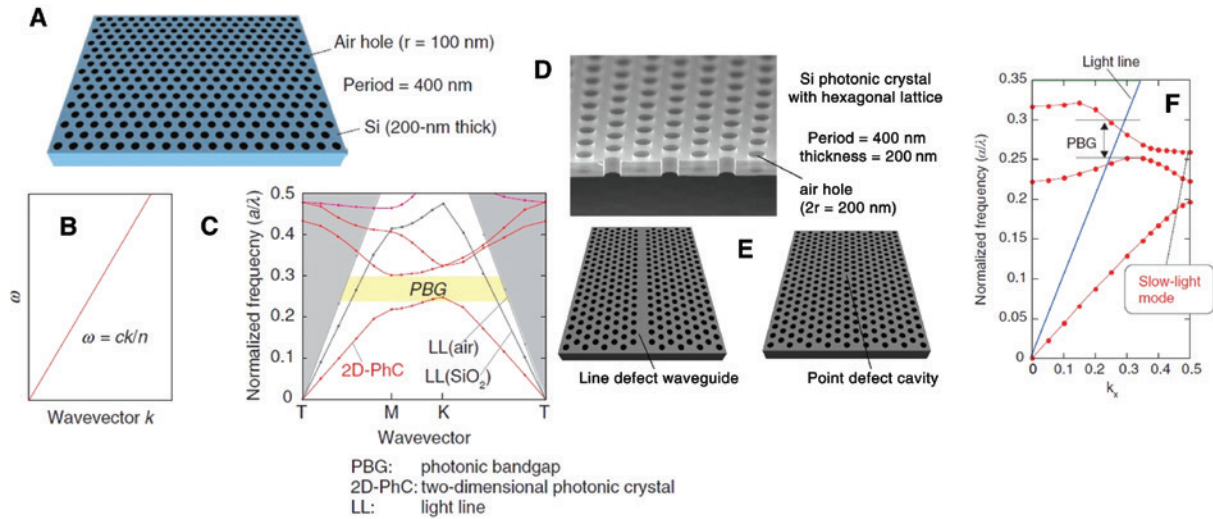 A
Air hole (r = 100 nm)
Period = 400 nm
Si (200-nm thick)
B
ω
ω = ck/n
Wavevector k
C
Normalized frequecny (a/λ)
0.5
0.4
0.3
0.2
0.1
0
PBG
2D-PhC
LL(air)
LL(SiO₂)
T
M
K
T
Wavevector
PBG: photonic bandgap
2D-PhC: two-dimensional photonic crystal
LL: light line
D
Si photonic crystal
with hexagonal lattice
Period = 400 nm
thickness = 200 nm
air hole
(2r = 200 nm)
E
Line defect waveguide
Point defect cavity
Light line
F
Normalized frequency (a/λ)
0.35
0.3
0.25
0.2
0.15
0.1
0.05
0
PBG
Slow-light
mode
0.0
0.1
0.2
0.3
0.4
0.5
kₓ